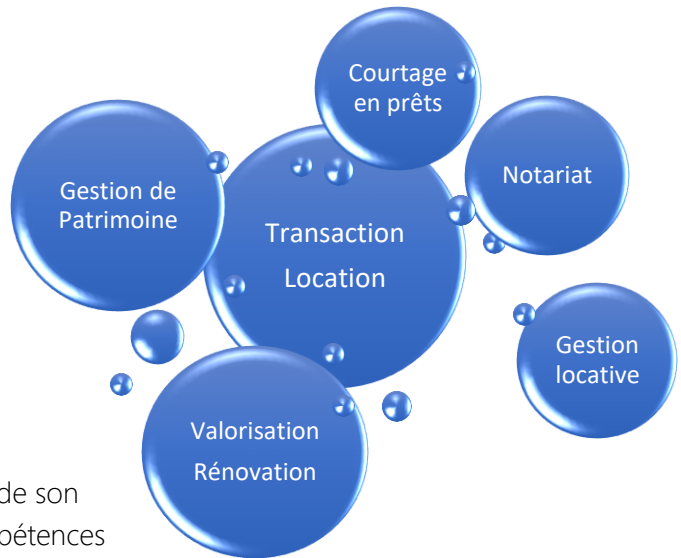 Courtage
en prêts
Notariat
Gestion de
Patrimoine
Transaction
Location
Gestion
locative
Valorisation
Rénovation
de son
pétences